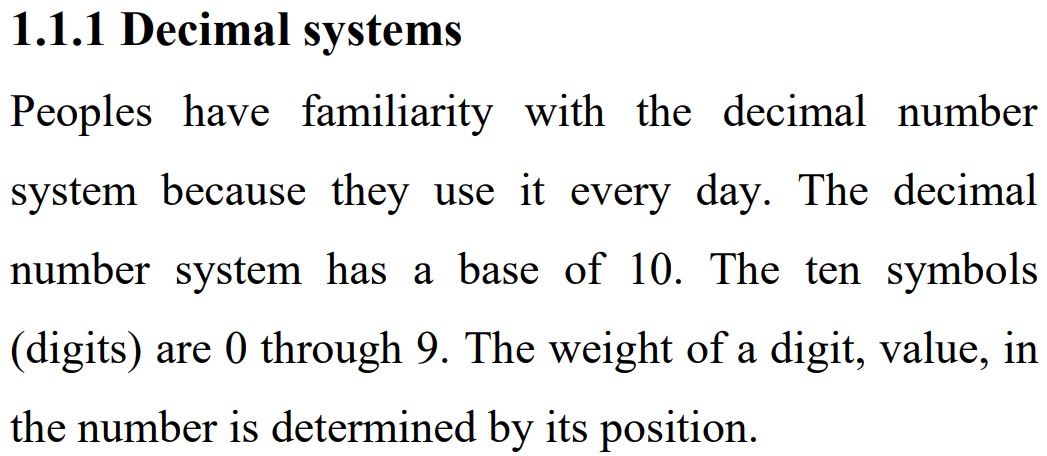 1.1.1 Decimal systems
Peoples have familiarity with the decimal number
system because they use it every day. The decimal
number system has a base of 10. The ten symbols
(digits) are 0 through 9. The weight of a digit, value, in
the number is determined by its position.